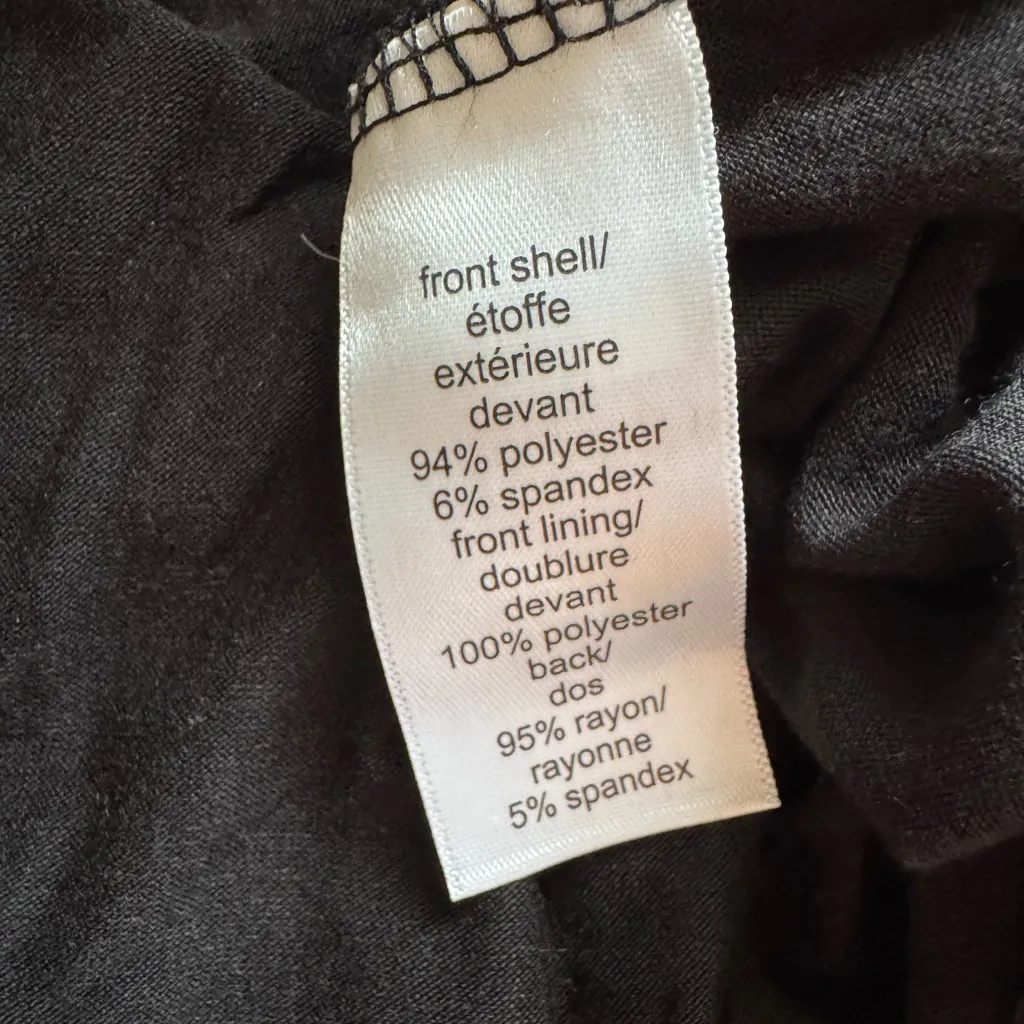 front shell/
étoffe
extérieure
devant
94% polyester
6% spandex
front lining/
doublure
devant
100% polyester
back/
dos
95% rayon/
rayonne
5% spandex